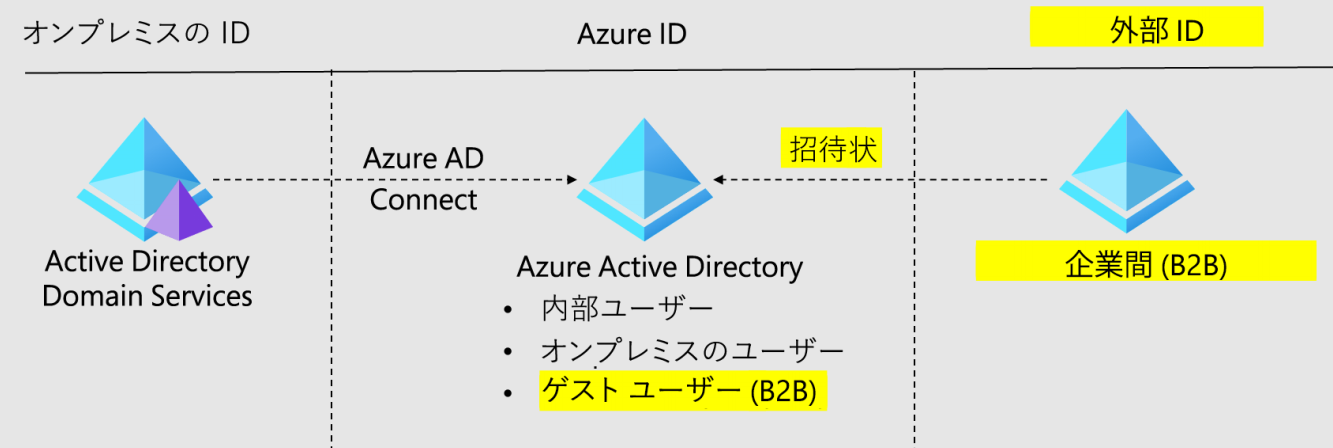 オンプレミスの ID
Azure ID
外部 ID
Azure AD
Connect
招待状
Active Directory
Domain Services
Azure Active Directory
• 内部ユーザー
• オンプレミスのユーザー
• ゲスト ユーザー (B2B)
企業間 (B2B)